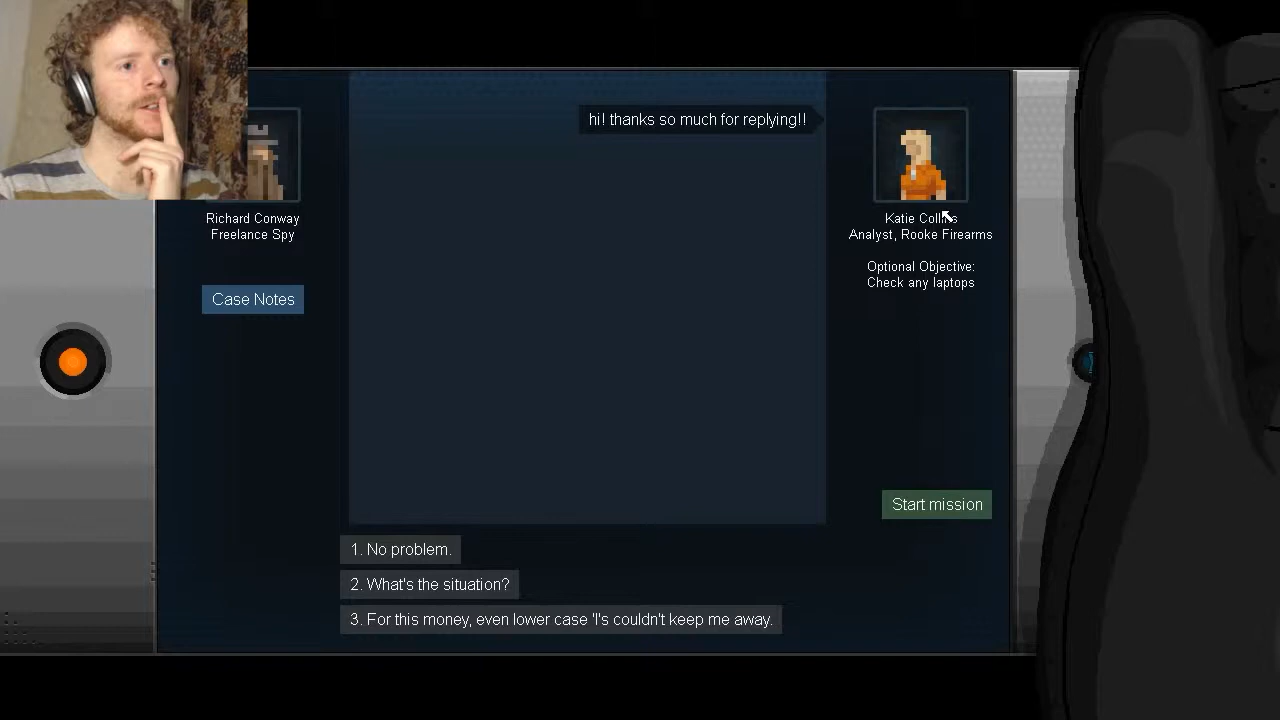 hi! thanks so much for replying!!
Richard Conway
Freelance Spy
Case Notes
Katie Collins
Analyst, Rooke Firearms
Optional Objective:
Check any laptops
Start mission
1. No problem.
2. What's the situation?
3. For this money, even lower case 'I's couldn't keep me away.